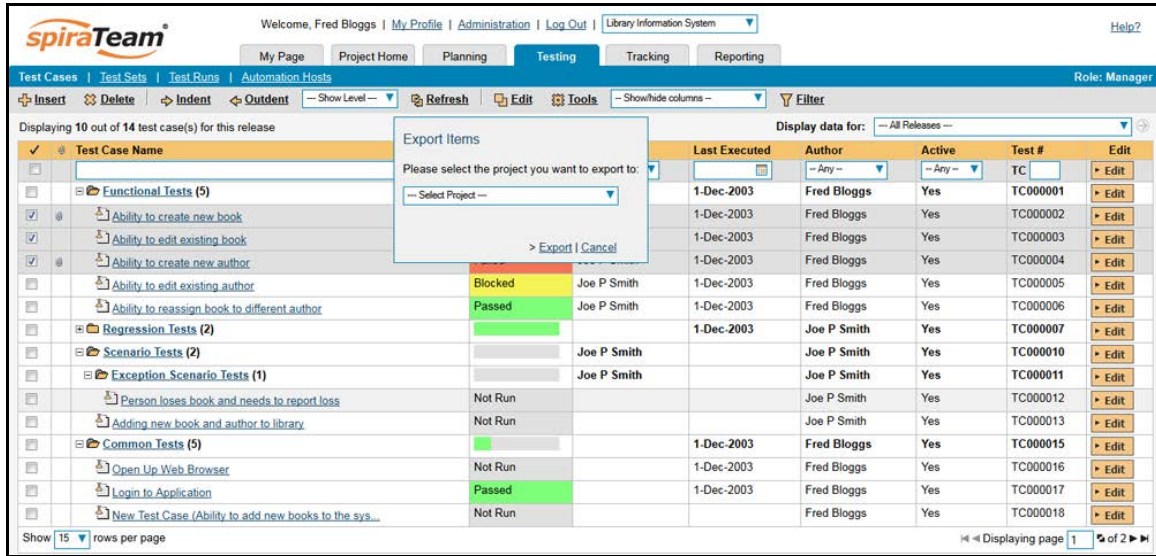 spiraTeam
Welcome, Fred Bloggs | My Profile | Administration | Log Out | Library Information System
Help?
My Page Project Home Planning Testing Tracking Reporting
Test Cases | Test Sets | Test Runs | Automation Hosts Role: Manager
Insert Delete Indent Outdent --- Show Level --- Refresh Edit Tools -- Show/hide columns -- Filter
Displaying 10 out of 14 test case(s) for this release Display data for: --- All Releases ---
Export Items
Please select the project you want to export to:
--- Select Project ---
> Export | Cancel
Test Case Name Last Executed Author Active Test # Edit
-- Any -- -- Any -- TC Edit
Functional Tests (5) 1-Dec-2003 Fred Bloggs Yes TC000001 Edit
Ability to create new book 1-Dec-2003 Fred Bloggs Yes TC000002 Edit
Ability to edit existing book 1-Dec-2003 Fred Bloggs Yes TC000003 Edit
Ability to create new author 1-Dec-2003 Fred Bloggs Yes TC000004 Edit
Ability to edit existing author Blocked Joe P Smith 1-Dec-2003 Fred Bloggs Yes TC000005 Edit
Ability to reassign book to different author Passed Joe P Smith 1-Dec-2003 Fred Bloggs Yes TC000006 Edit
Regression Tests (2) 1-Dec-2003 Joe P Smith Yes TC000007 Edit
Scenario Tests (2) Joe P Smith Joe P Smith Yes TC000010 Edit
Exception Scenario Tests (1) Joe P Smith Joe P Smith Yes TC000011 Edit
Person loses book and needs to report loss Not Run Joe P Smith Yes TC000012 Edit
Adding new book and author to library Not Run Joe P Smith Yes TC000013 Edit
Common Tests (5) 1-Dec-2003 Fred Bloggs Yes TC000015 Edit
Open Up Web Browser Not Run 1-Dec-2003 Fred Bloggs Yes TC000016 Edit
Login to Application Passed 1-Dec-2003 Fred Bloggs Yes TC000017 Edit
New Test Case (Ability to add new books to the sys... Not Run Fred Bloggs Yes TC000018 Edit
Show 15 rows per page Displaying page 1 of 2